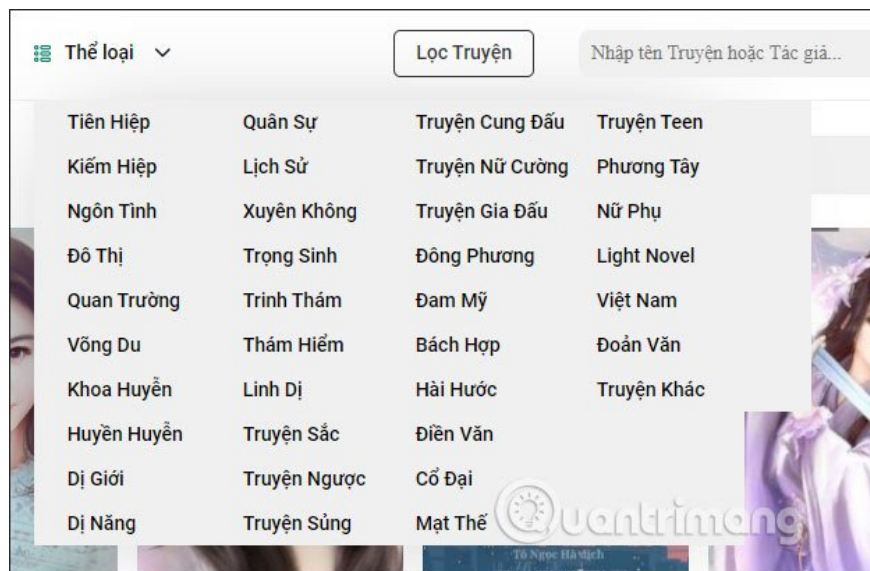 Thể loại
Lọc Truyện
Nhập tên Truyện hoặc Tác giả...
Tiên Hiệp
Kiếm Hiệp
Ngôn Tình
Đô Thị
Quan Trường
Võng Du
Khoa Huyễn
Huyền Huyễn
Dị Giới
Dị Năng
Quân Sự
Lịch Sử
Xuyên Không
Trọng Sinh
Trinh Thám
Thám Hiểm
Linh Dị
Truyện Sắc
Truyện Ngược
Truyện Sủng
Truyện Cung Đấu
Truyện Nữ Cường
Truyện Gia Đấu
Đông Phương
Đam Mỹ
Bách Hợp
Hài Hước
Điền Văn
Cổ Đại
Mạt Thế
Truyện Teen
Phương Tây
Nữ Phụ
Light Novel
Việt Nam
Đoản Văn
Truyện Khác
Quantrimang
Tô Ngọc Hà dịch